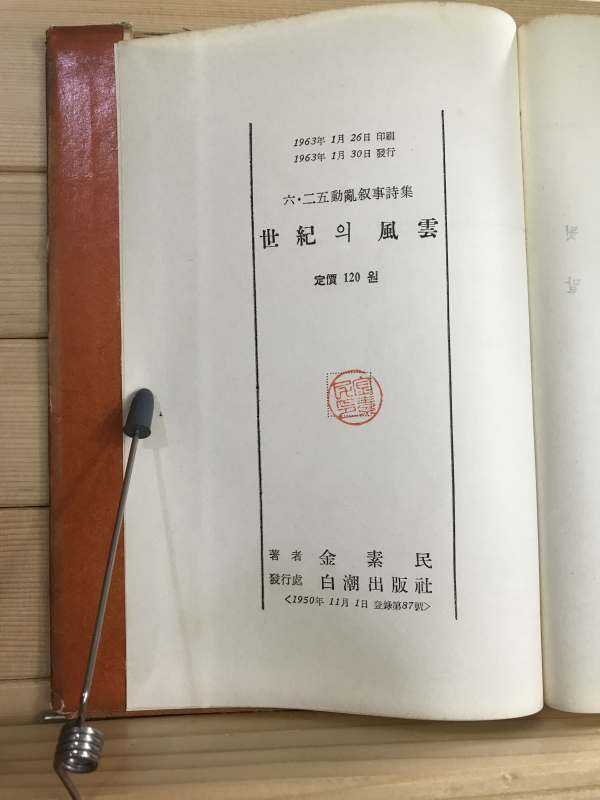 1963年 1月 26日 印刷
1963年 1月 30日 發行
六·二五動亂叙事詩集
世紀의 風雲
定價 120 원
著者 金素民
發行處 白潮出版社
<1950年 11月 1日 登錄第87號>